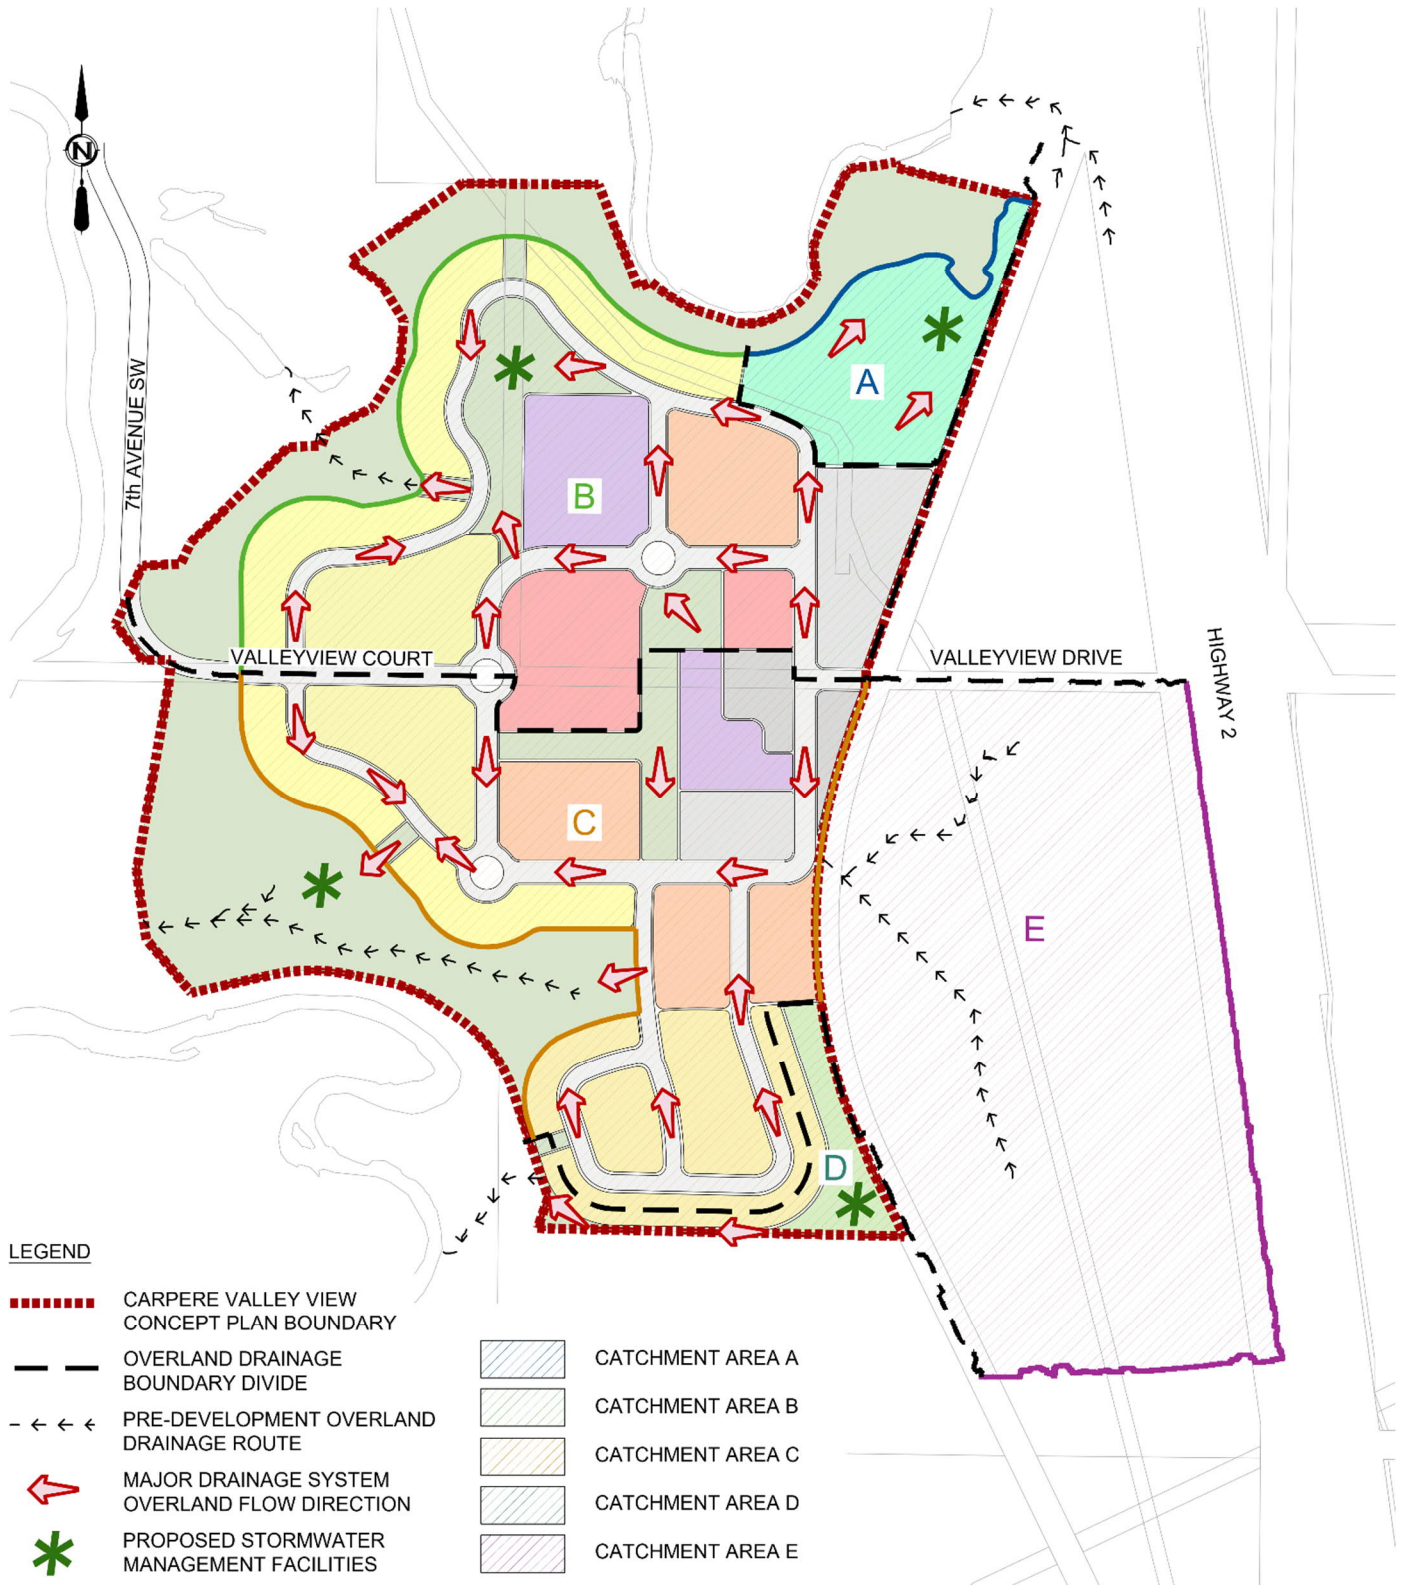 N
7th AVENUE SW
A
B
VALLEYVIEW COURT
VALLEYVIEW DRIVE
HIGHWAY 2
C
E
D
LEGEND
CARPERE VALLEY VIEW
CONCEPT PLAN BOUNDARY
OVERLAND DRAINAGE
BOUNDARY DIVIDE
PRE-DEVELOPMENT OVERLAND
DRAINAGE ROUTE
MAJOR DRAINAGE SYSTEM
OVERLAND FLOW DIRECTION
PROPOSED STORMWATER
MANAGEMENT FACILITIES
CATCHMENT AREA A
CATCHMENT AREA B
CATCHMENT AREA C
CATCHMENT AREA D
CATCHMENT AREA E